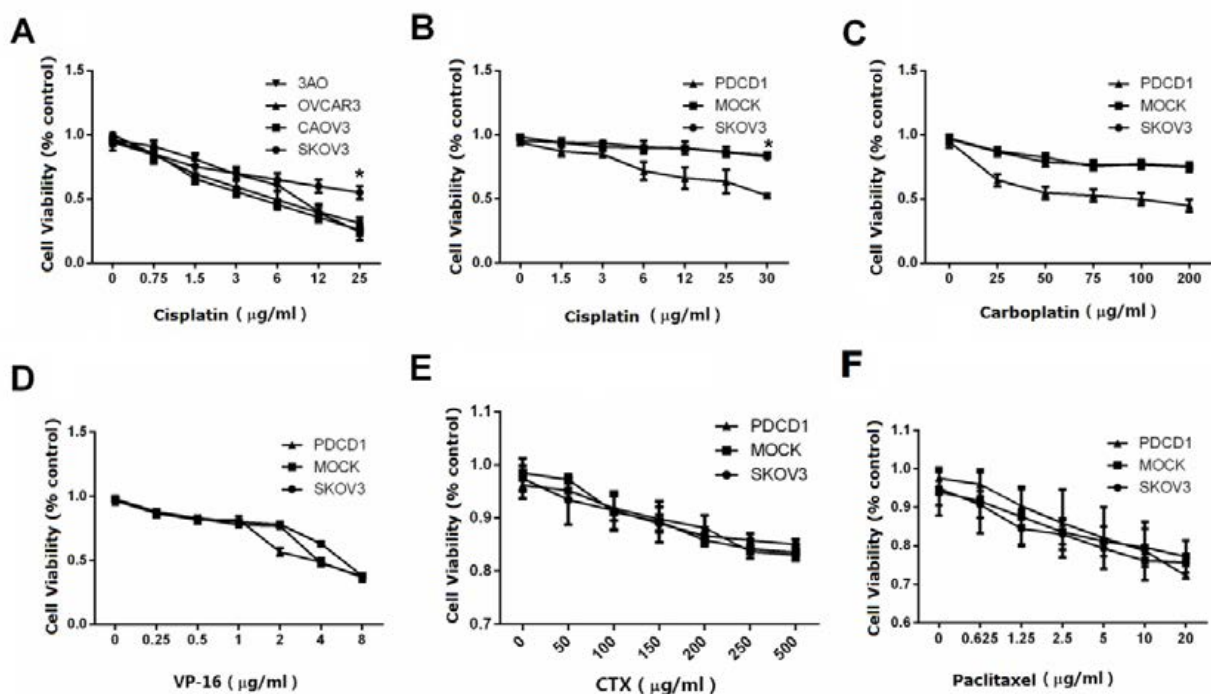 A
Cell Viability (% control)
1.5
1.0
0.5
0.0
3AO
OVCAR3
CAOV3
SKOV3
*
0 0.75 1.5 3 6 12 25
Cisplatin ( μg/ml )
B
Cell Viability (% control)
1.5
1.0
0.5
0.0
PDCD1
MOCK
SKOV3
*
0 1.5 3 6 12 25 30
Cisplatin ( μg/ml )
C
Cell Viability (% control)
1.5
1.0
0.5
0.0
PDCD1
MOCK
SKOV3
0 25 50 75 100 200
Carboplatin ( μg/ml )
D
Cell Viability (% control)
1.5
1.0
0.5
0.0
PDCD1
MOCK
SKOV3
0 0.25 0.5 1 2 4 8
VP-16 ( μg/ml )
E
Cell Viability (% control)
1.1
1.0
0.9
0.8
0.7
PDCD1
MOCK
SKOV3
0 50 100 150 200 250 500
CTX ( μg/ml )
F
Cell Viability (% control)
1.1
1.0
0.9
0.8
0.7
0.6
PDCD1
MOCK
SKOV3
0 0.625 1.25 2.5 5 10 20
Paclitaxel ( μg/ml )